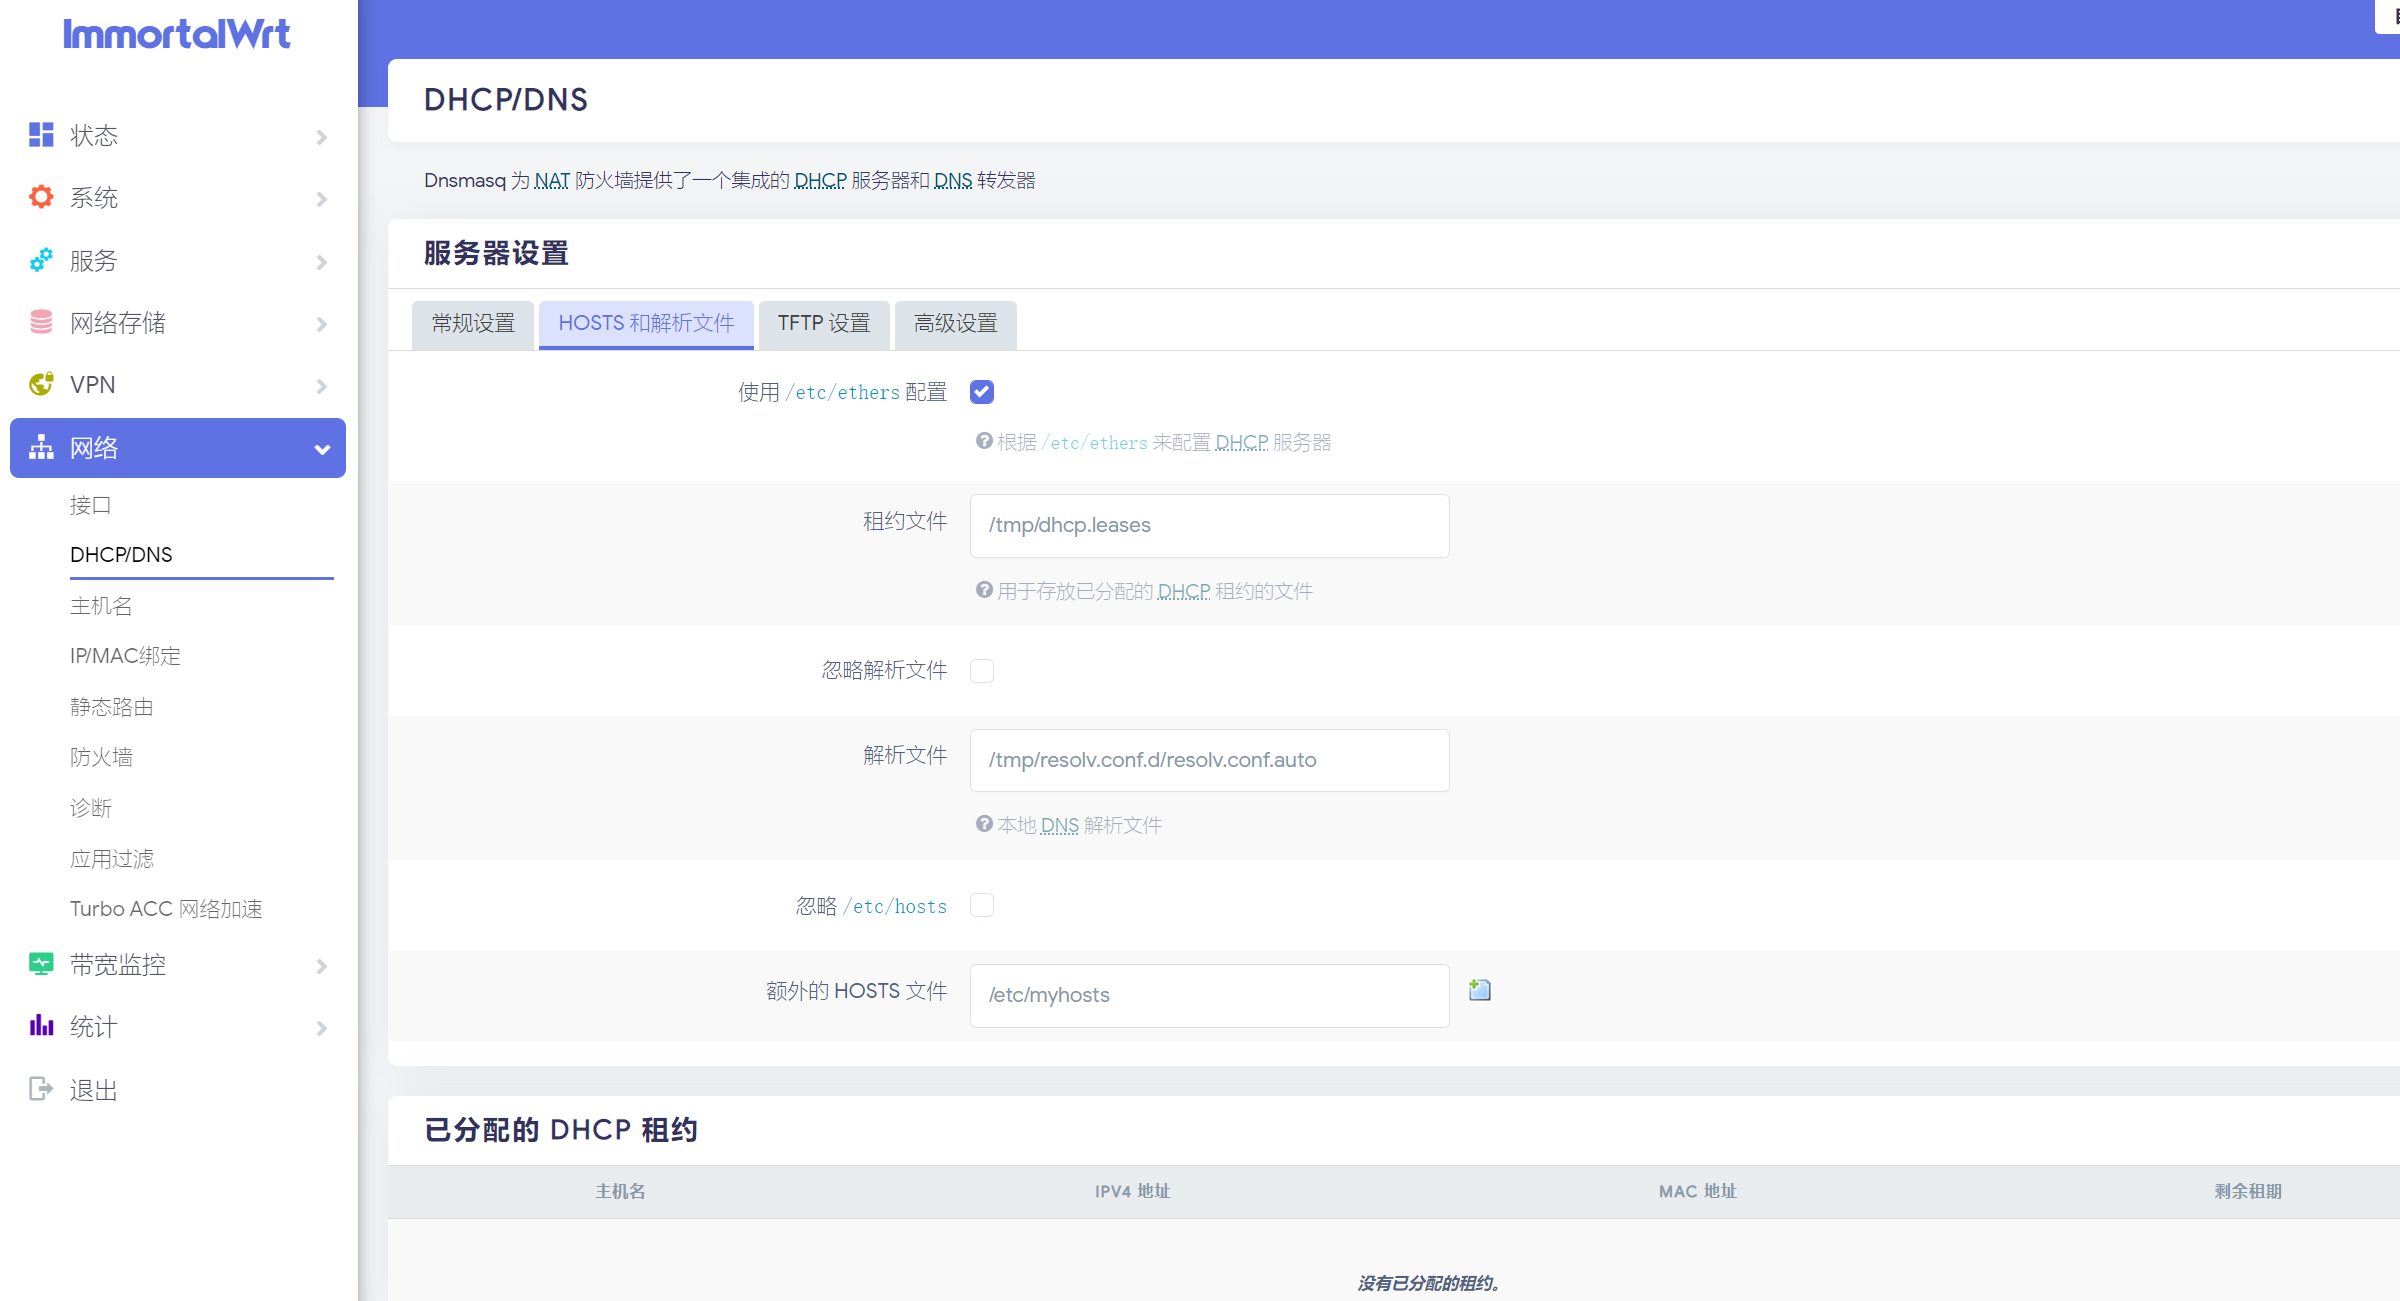 ImmortalWrt
状态
系统
服务
网络存储
VPN
网络
接口
DHCP/DNS
主机名
IP/MAC绑定
静态路由
防火墙
诊断
应用过滤
Turbo ACC 网络加速
带宽监控
统计
退出
DHCP/DNS
Dnsmasq 为 NAT 防火墙提供了一个集成的 DHCP 服务器和 DNS 转发器
服务器设置
常规设置
HOSTS 和解析文件
TFTP 设置
高级设置
使用 /etc/ethers 配置
根据 /etc/ethers 来配置 DHCP 服务器
租约文件
/tmp/dhcp.leases
用于存放已分配的 DHCP 租约的文件
忽略解析文件
解析文件
/tmp/resolv.conf.d/resolv.conf.auto
本地 DNS 解析文件
忽略 /etc/hosts
额外的 HOSTS 文件
/etc/myhosts
已分配的 DHCP 租约
主机名
IPV4 地址
MAC 地址
剩余租期
没有已分配的租约。